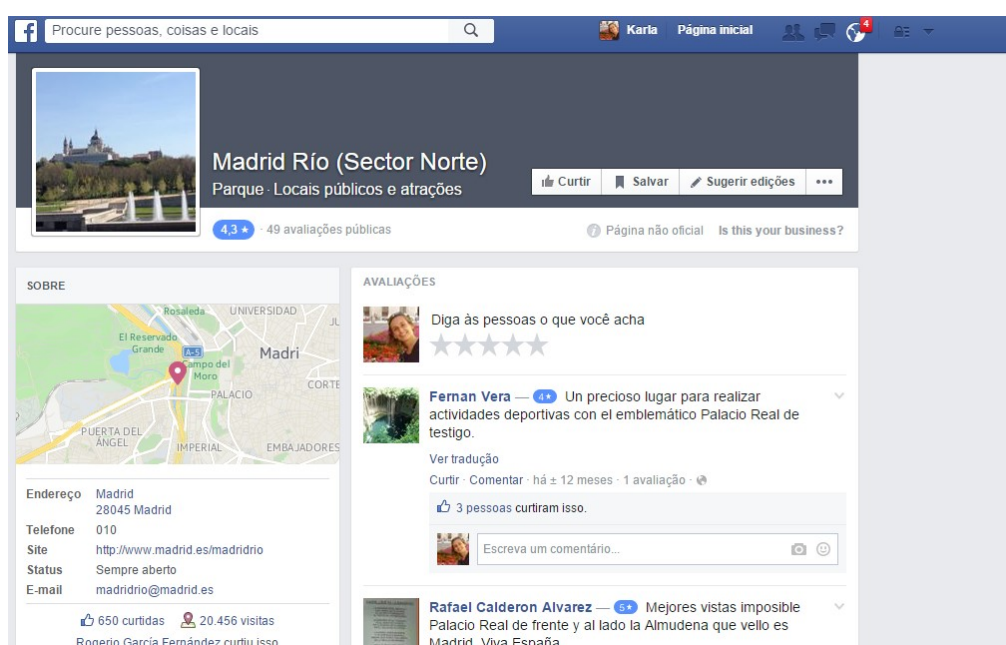 Procure pessoas, coisas e locais
Karla
Página inicial
4
Madrid Río (Sector Norte)
Parque · Locais públicos e atrações
Curtir
Salvar
Sugerir edições
4,3 ★ · 49 avaliações públicas
Página não oficial
Is this your business?
SOBRE
Rosaleda
UNIVERSIDAD
El Reservado
Grande
A-5
Madri
Campo del
Moro
CORTE
PALACIO
PUERTA DEL
ÁNGEL
IMPERIAL
EMBAJADORES
Endereço Madrid
28045 Madrid
Telefone 010
Site http://www.madrid.es/madridrio
Status Sempre aberto
E-mail madridrio@madrid.es
650 curtidas 20.456 visitas
Rogerio García Fernández curtiu isso
AVALIAÇÕES
Diga às pessoas o que você acha
Fernan Vera — 4★ Un precioso lugar para realizar
actividades deportivas con el emblemático Palacio Real de
testigo.
Ver tradução
Curtir · Comentar · há ± 12 meses · 1 avaliação ·
3 pessoas curtiram isso.
Escreva um comentário...
Rafael Calderon Alvarez — 5★ Mejores vistas imposible
Palacio Real de frente y al lado la Almudena que vello es
Madrid. Viva España